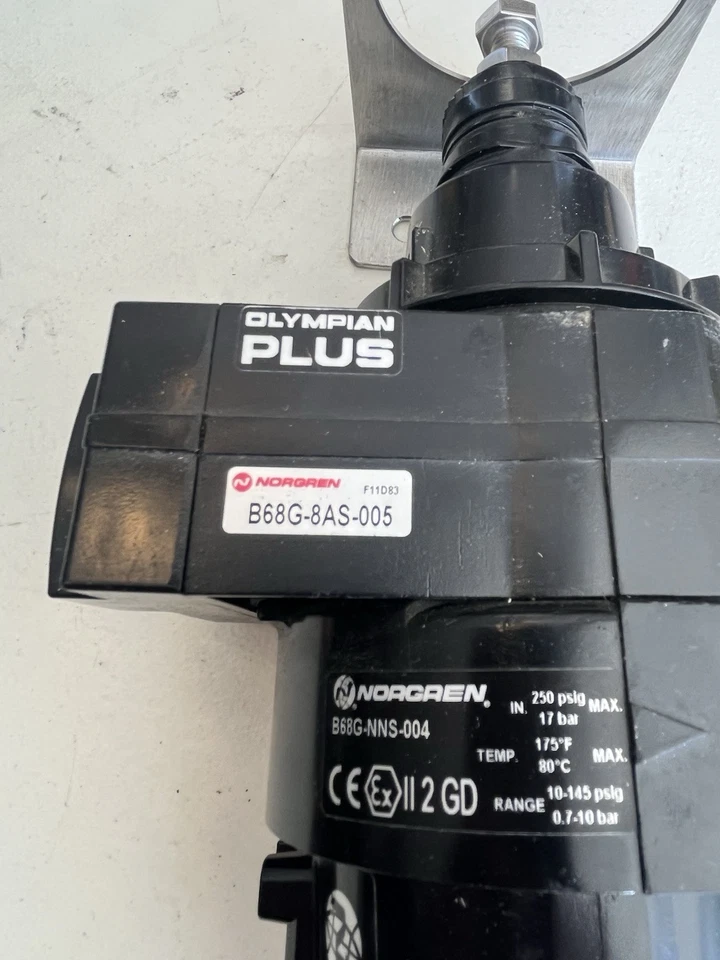 OLYMPIAN
PLUS
NORGREN
F11D83
B68G-8AS-005
NORGREN
B68G-NNS-004
IN. 250 psig MAX.
17 bar
TEMP. 175°F MAX.
80°C
CE Ex II 2 GD
RANGE 10-145 psig
0.7-10 bar